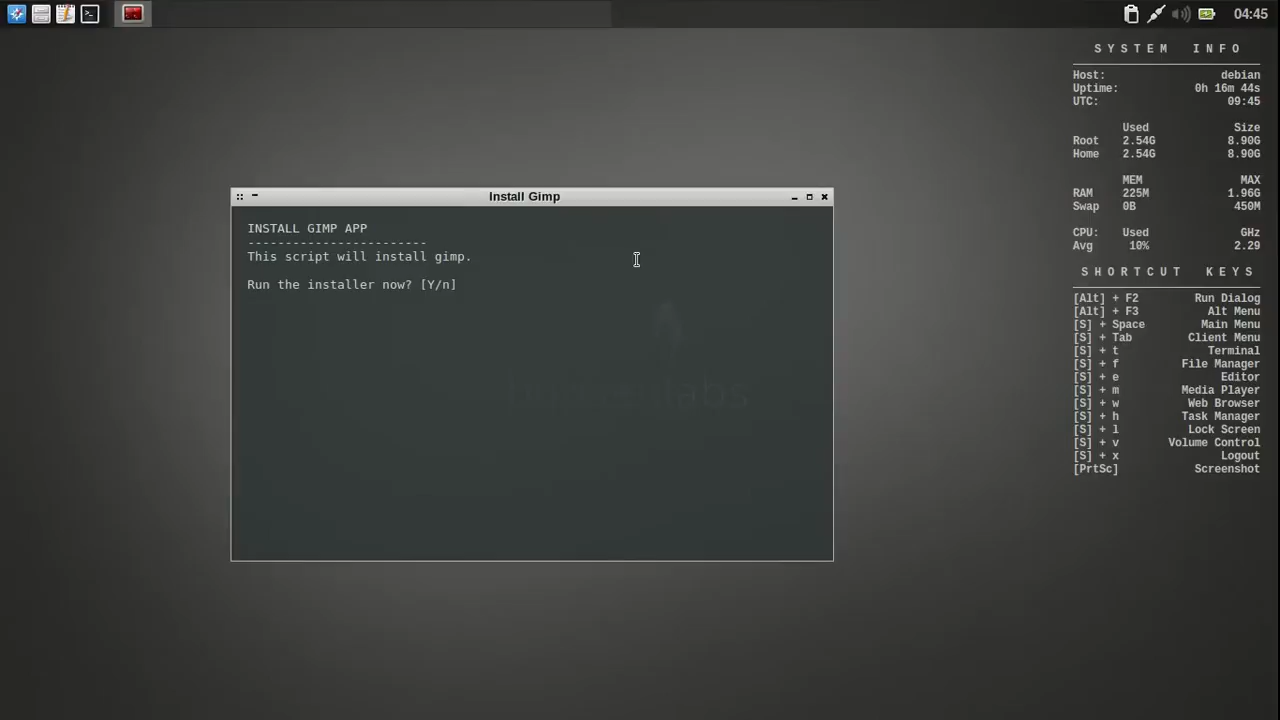 04:45
SYSTEM INFO
Host: debian
Uptime: 0h 16m 44s
UTC: 09:45
Used Size
Root 2.54G 8.90G
Home 2.54G 8.90G
MEM MAX
RAM 225M 1.96G
Swap 0B 450M
CPU: Used GHz
Avg 10% 2.29
SHORTCUT KEYS
[Alt] + F2 Run Dialog
[Alt] + F3 Alt Menu
[S] + Space Main Menu
[S] + Tab Client Menu
[S] + t Terminal
[S] + f File Manager
[S] + e Editor
[S] + m Media Player
[S] + w Web Browser
[S] + h Task Manager
[S] + l Lock Screen
[S] + v Volume Control
[S] + x Logout
[PrtSc] Screenshot
Install Gimp
INSTALL GIMP APP
------------------------
This script will install gimp.
Run the installer now? [Y/n]